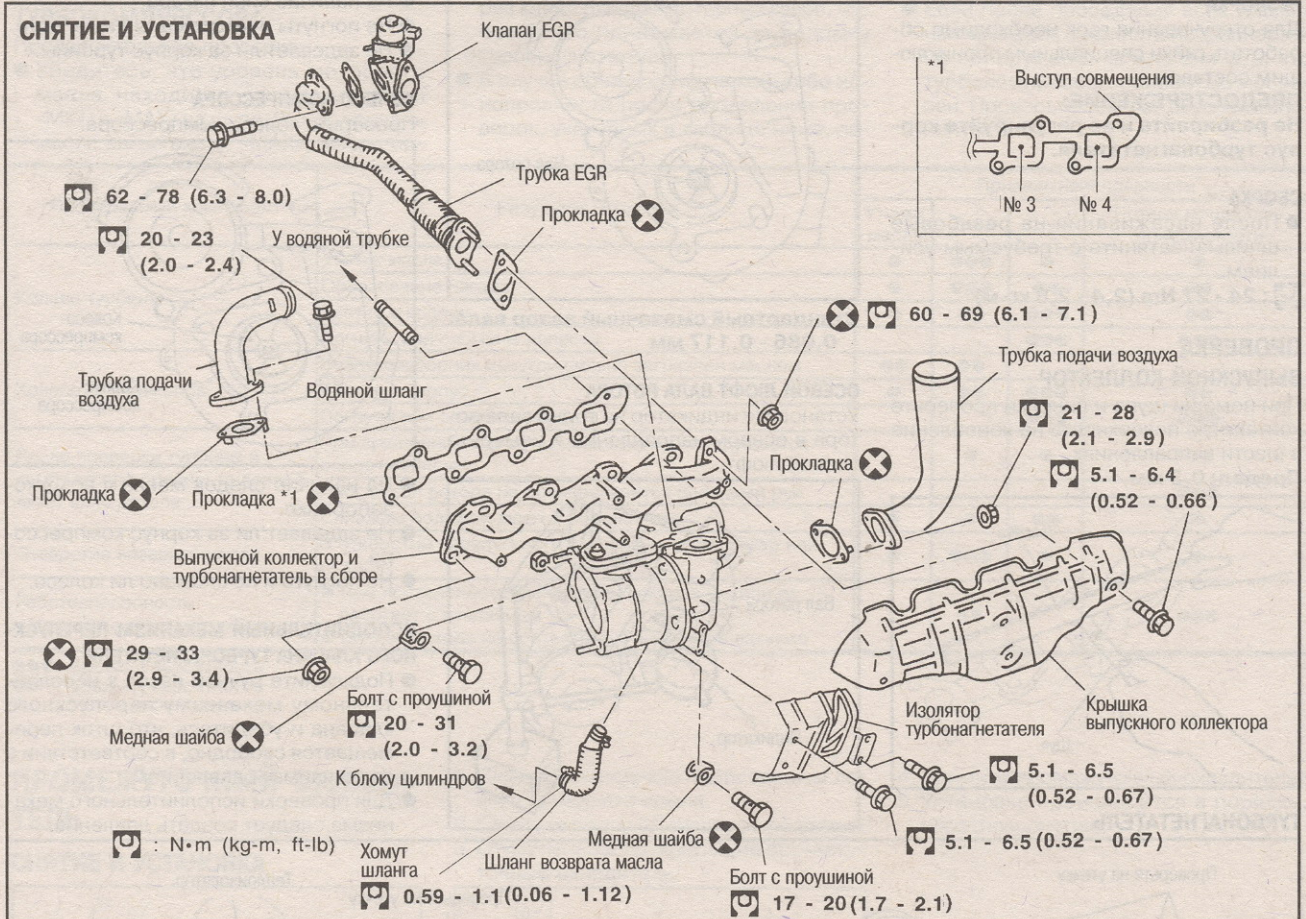 СНЯТИЕ И УСТАНОВКА
Клапан EGR
*1
Выступ совмещения
№ 3 № 4
62 - 78 (6.3 - 8.0)
Трубка EGR
Прокладка
20 - 23
(2.0 - 2.4)
У водяной трубке
60 - 69 (6.1 - 7.1)
Трубка подачи
воздуха
Водяной шланг
Трубка подачи воздуха
21 - 28
(2.1 - 2.9)
5.1 - 6.4
(0.52 - 0.66)
Прокладка
Прокладка
Прокладка *1
Выпускной коллектор и
турбонагнетатель в сборе
29 - 33
(2.9 - 3.4)
Медная шайба
Болт с проушиной
20 - 31
(2.0 - 3.2)
К блоку цилиндров
Изолятор
турбонагнетателя
Крышка
выпускного коллектора
5.1 - 6.5
(0.52 - 0.67)
: N•m (kg-m, ft-lb)
Хомут
шланга
0.59 - 1.1 (0.06 - 1.12)
Шланг возврата масла
Медная шайба
5.1 - 6.5 (0.52 - 0.67)
Болт с проушиной
17 - 20 (1.7 - 2.1)